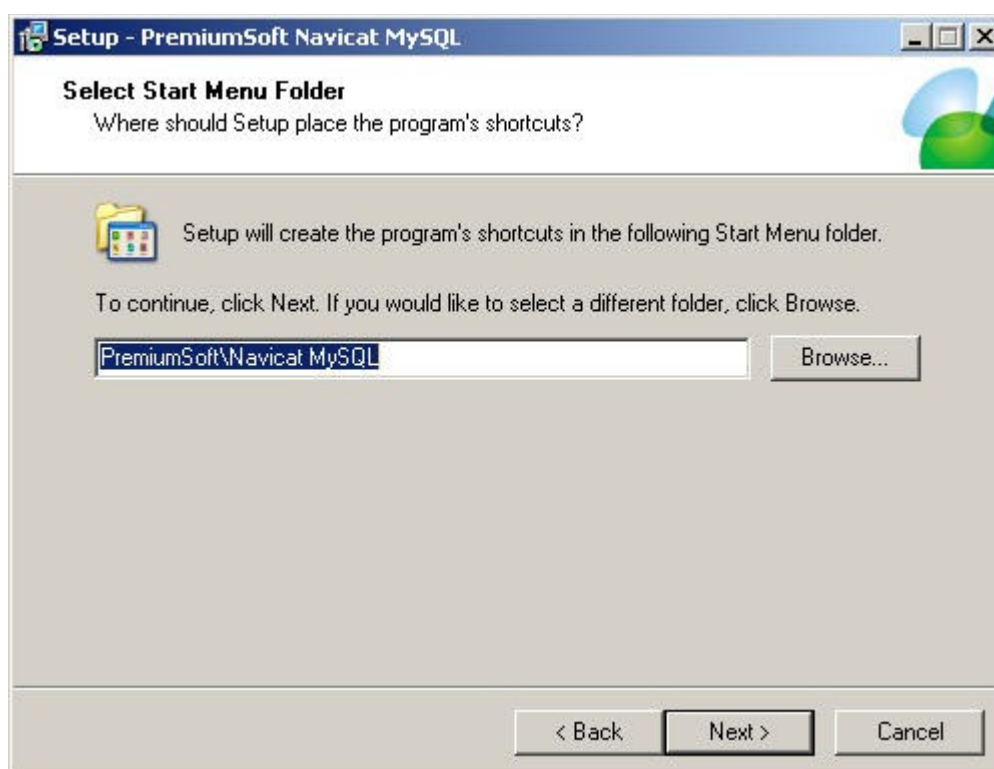 Setup - PremiumSoft Navicat MySQL
Select Start Menu Folder
Where should Setup place the program's shortcuts?
Setup will create the program's shortcuts in the following Start Menu folder.
To continue, click Next. If you would like to select a different folder, click Browse.
PremiumSoft\Navicat MySQL
Browse...
< Back
Next >
Cancel